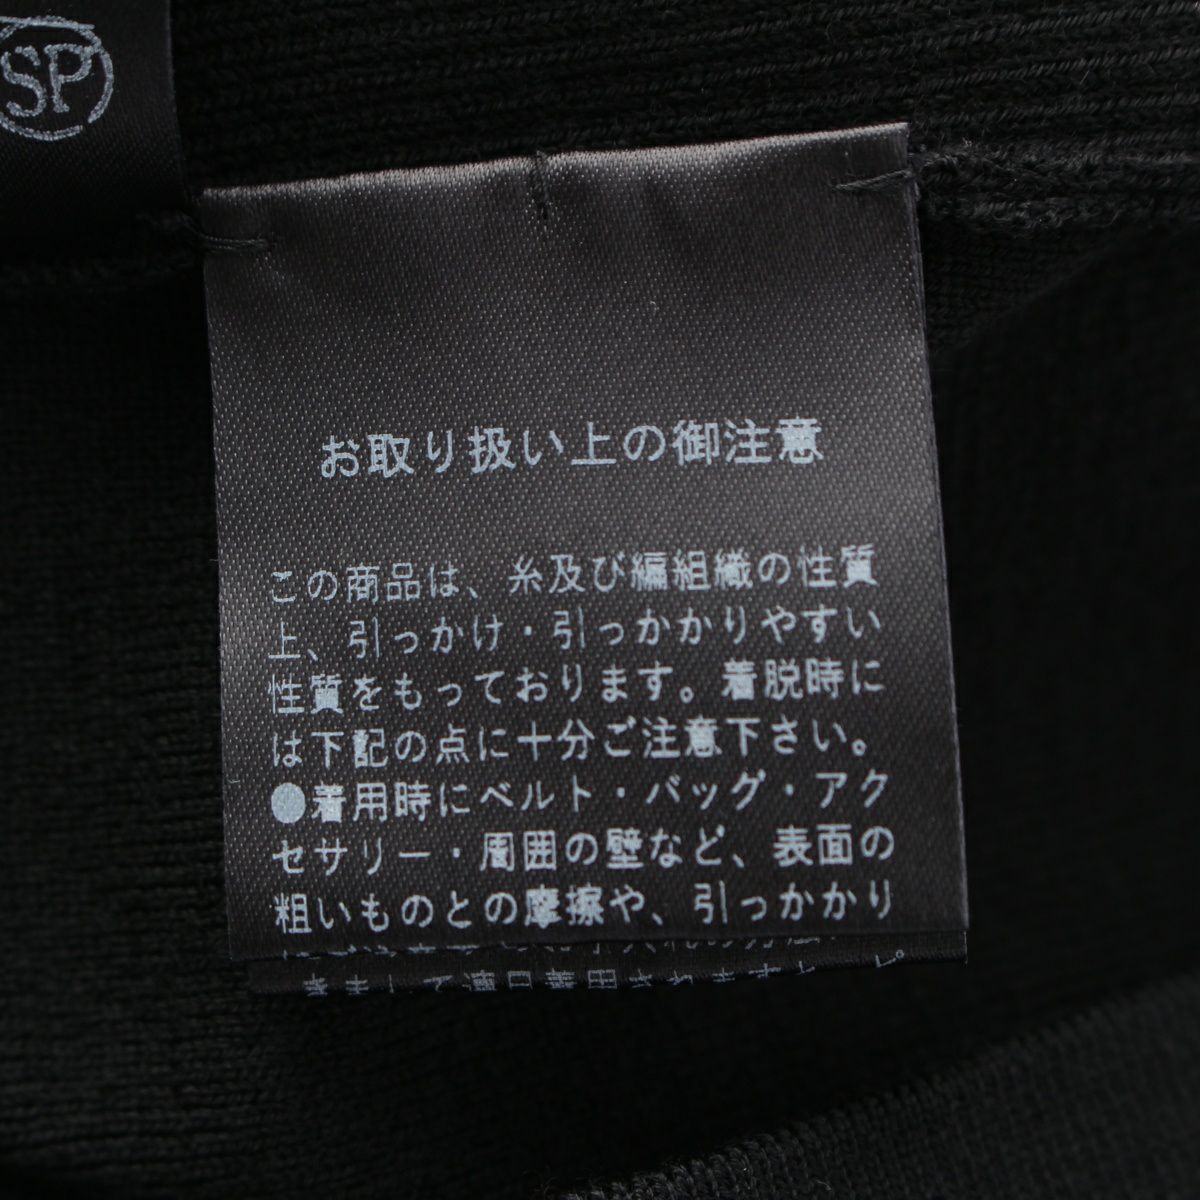 SP
お取り扱い上の御注意
この商品は、糸及び編組織の性質
上、引っかけ・引っかかりやすい
性質をもっております。着脱時に
は下記の点に十分ご注意下さい。
●着用時にベルト・バッグ・アク
セサリー・周囲の壁など、表面の
粗いものとの摩擦や、引っかかり